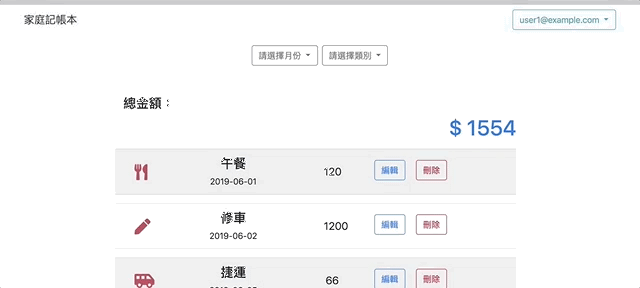 家庭記帳本
user1@example.com
請選擇月份 請選擇類別
總金額：
$ 1554
午餐 120 編輯 刪除
2019-06-01
修車 1200 編輯 刪除
2019-06-02
捷運 66 編輯 刪除